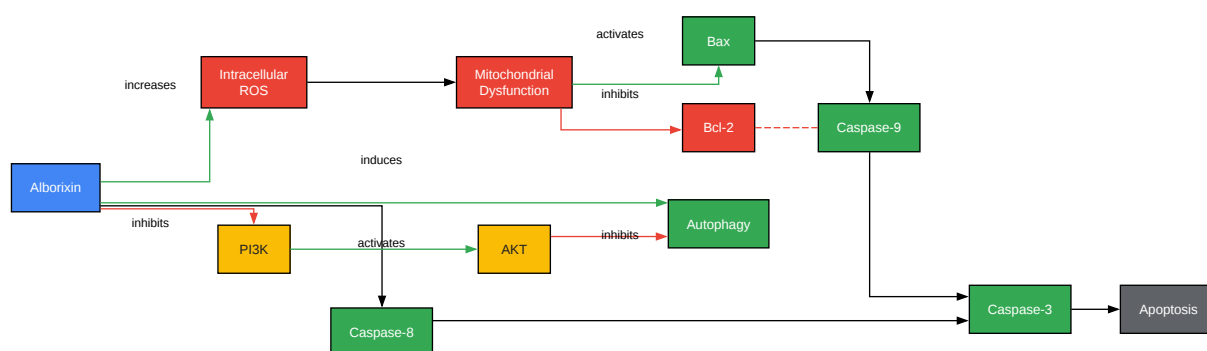 activates
Bax
increases
Intracellular
ROS
Mitochondrial
Dysfunction
inhibits
Bcl-2
Caspase-9
induces
Alborixin
inhibits
Autophagy
PI3K
activates
AKT
inhibits
Caspase-8
Caspase-3
Apoptosis